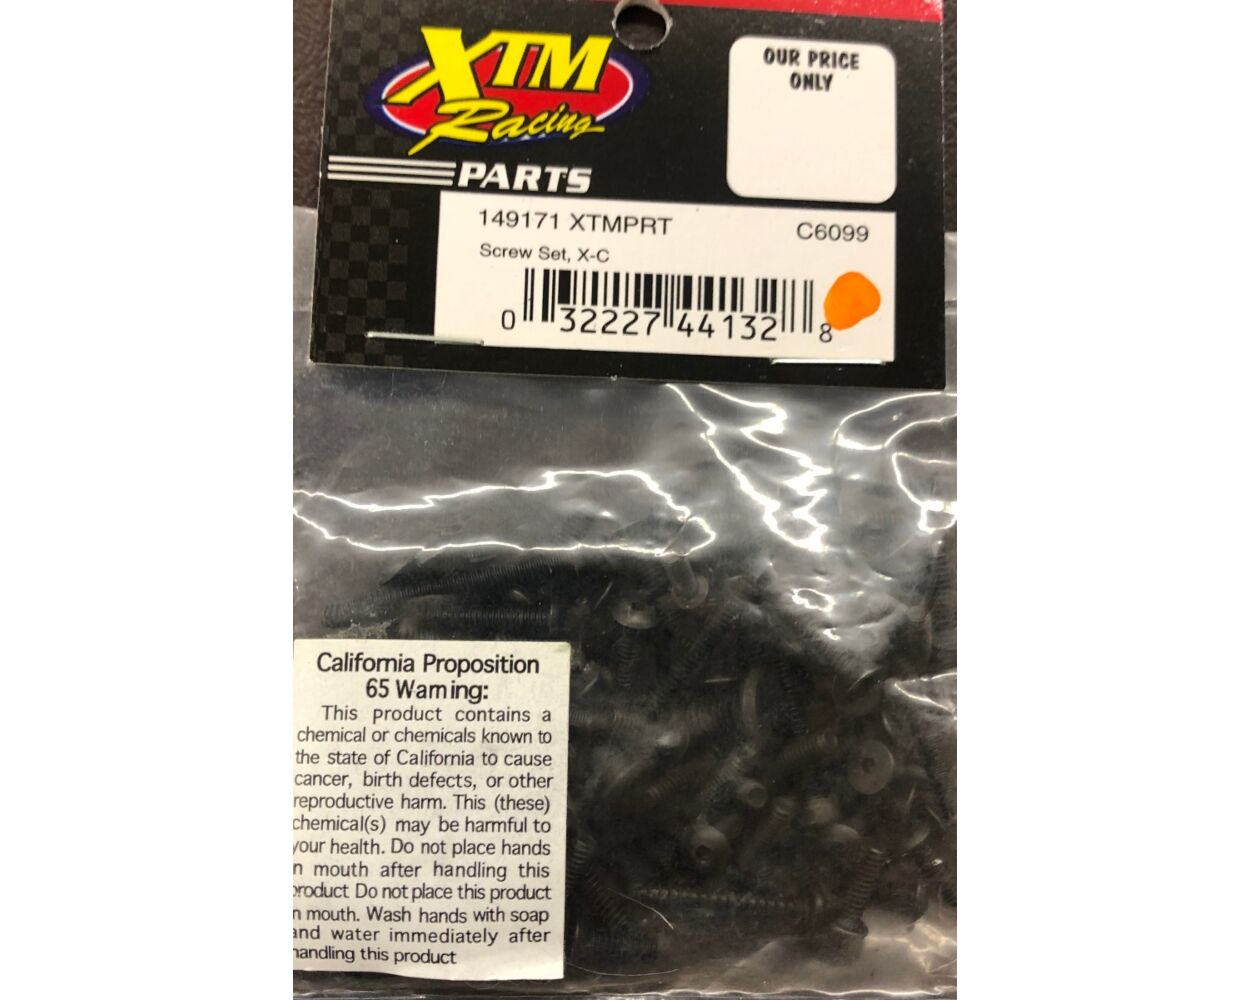 XTM
Racing
PARTS
OUR PRICE
ONLY
149171 XTMPRT C6099
Screw Set, X-C
0 32227 44132 8
California Proposition
65 Warning:
This product contains a
chemical or chemicals known to
the state of California to cause
cancer, birth defects, or other
reproductive harm. This (these)
chemical(s) may be harmful to
your health. Do not place hands
n mouth after handling this
product Do not place this product
n mouth. Wash hands with soap
and water immediately after
handling this product